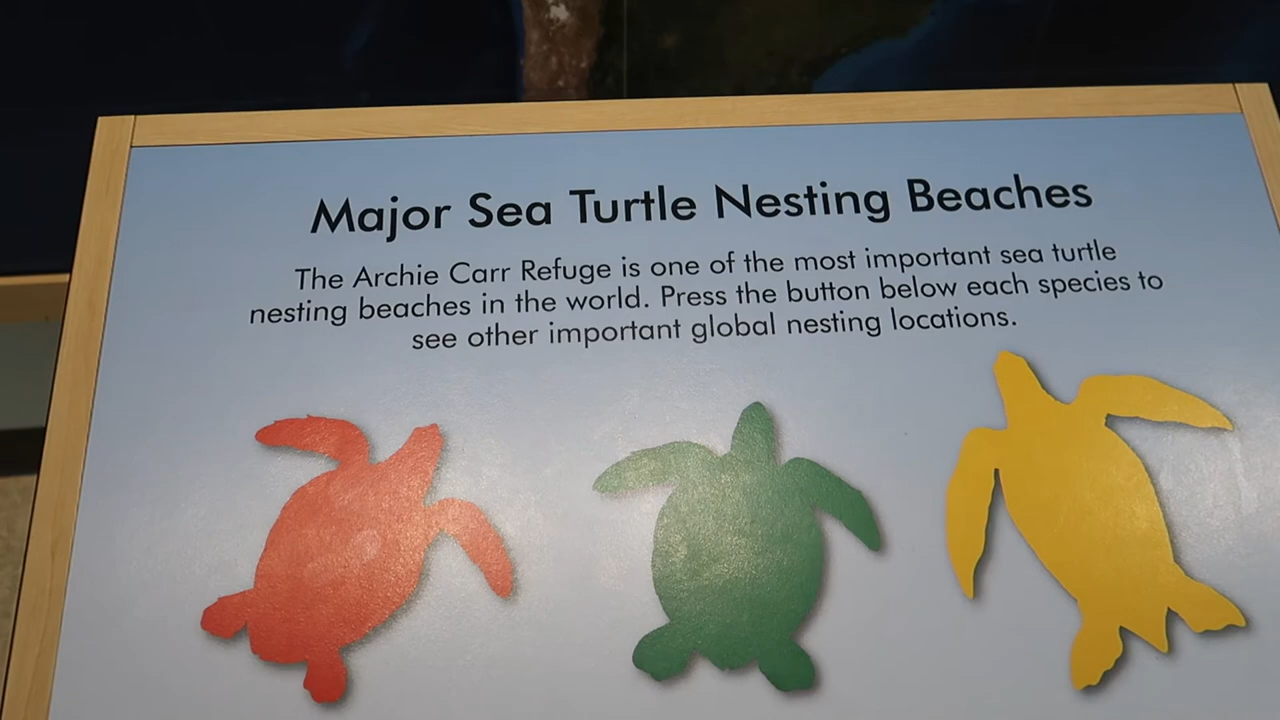 Major Sea Turtle Nesting Beaches
The Archie Carr Refuge is one of the most important sea turtle
nesting beaches in the world. Press the button below each species to
see other important global nesting locations.